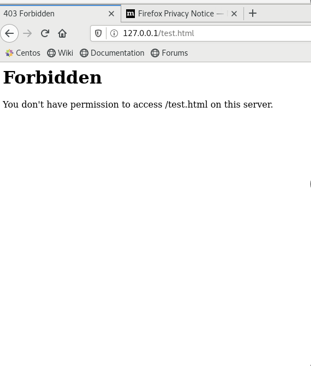 403 Forbidden
Firefox Privacy Notice —
127.0.0.1/test.html
Centos Wiki Documentation Forums
Forbidden
You don't have permission to access /test.html on this server.